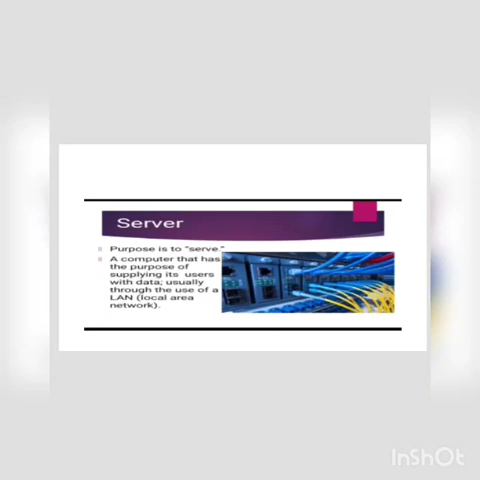 Server
Purpose is to "serve."
A computer that has
the purpose of
supplying its users
with data; usually
through the use of a
LAN (local area
network).
InShOt